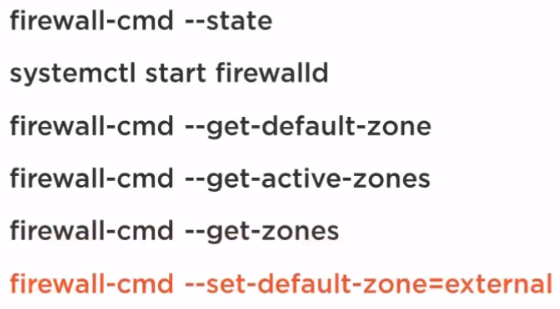 firewall-cmd --state
systemctl start firewalld
firewall-cmd --get-default-zone
firewall-cmd --get-active-zones
firewall-cmd --get-zones
firewall-cmd --set-default-zone=external